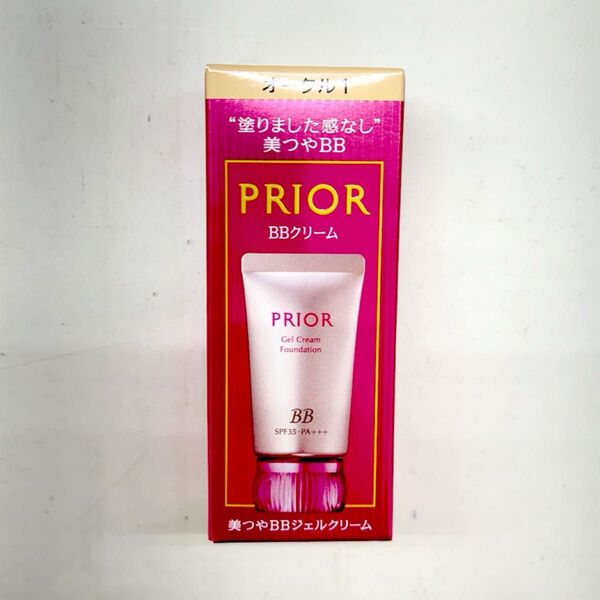 オークル1
“塗りました感なし”
美つやBB
PRIOR
BBクリーム
PRIOR
Gel Cream
Foundation
BB
SPF35・PA+++
美つやBBジェルクリーム